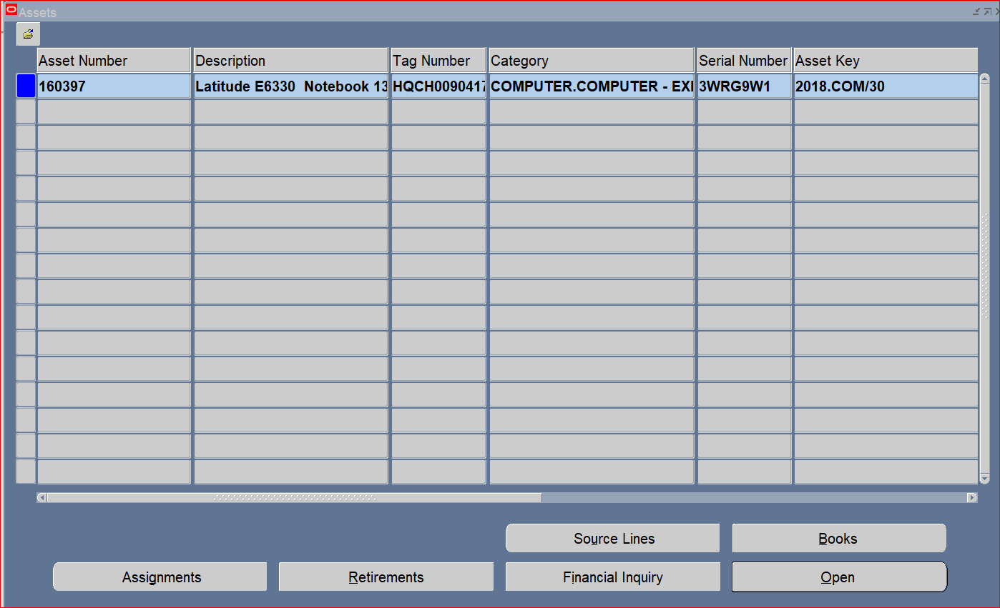 Assets
Asset Number Description Tag Number Category Serial Number Asset Key
160397 Latitude E6330 Notebook 13 HQCH0090417 COMPUTER.COMPUTER - EXI 3WRG9W1 2018.COM/30
Source Lines Books
Assignments Retirements Financial Inquiry Open